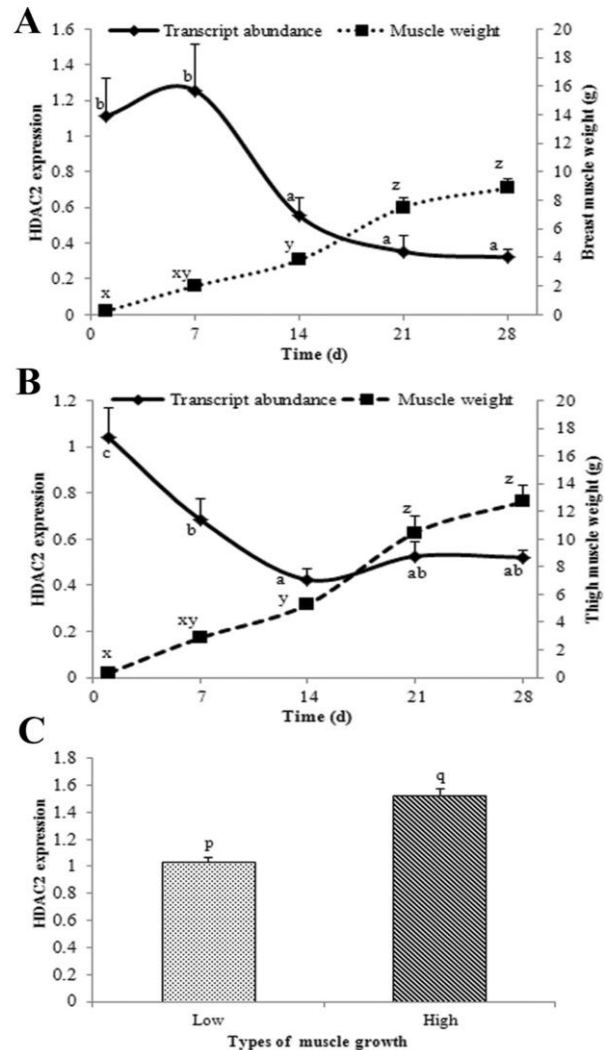 A
Transcript abundance
Muscle weight
1.6
1.4
1.2
1
0.8
0.6
0.4
0.2
0
HDAC2 expression
20
18
16
14
12
10
8
6
4
2
0
Breast muscle weight (g)
b
b
a
a
a
x
xy
y
z
z
0
7
14
21
28
Time (d)
B
Transcript abundance
Muscle weight
1.2
1
0.8
0.6
0.4
0.2
0
HDAC2 expression
20
18
16
14
12
10
8
6
4
2
0
Thigh muscle weight (g)
c
b
a
ab
ab
x
xy
y
z
z
0
7
14
21
28
Time (d)
C
1.8
1.6
1.4
1.2
1
0.8
0.6
0.4
0.2
0
HDAC2 expression
p
q
Low
High
Types of muscle growth